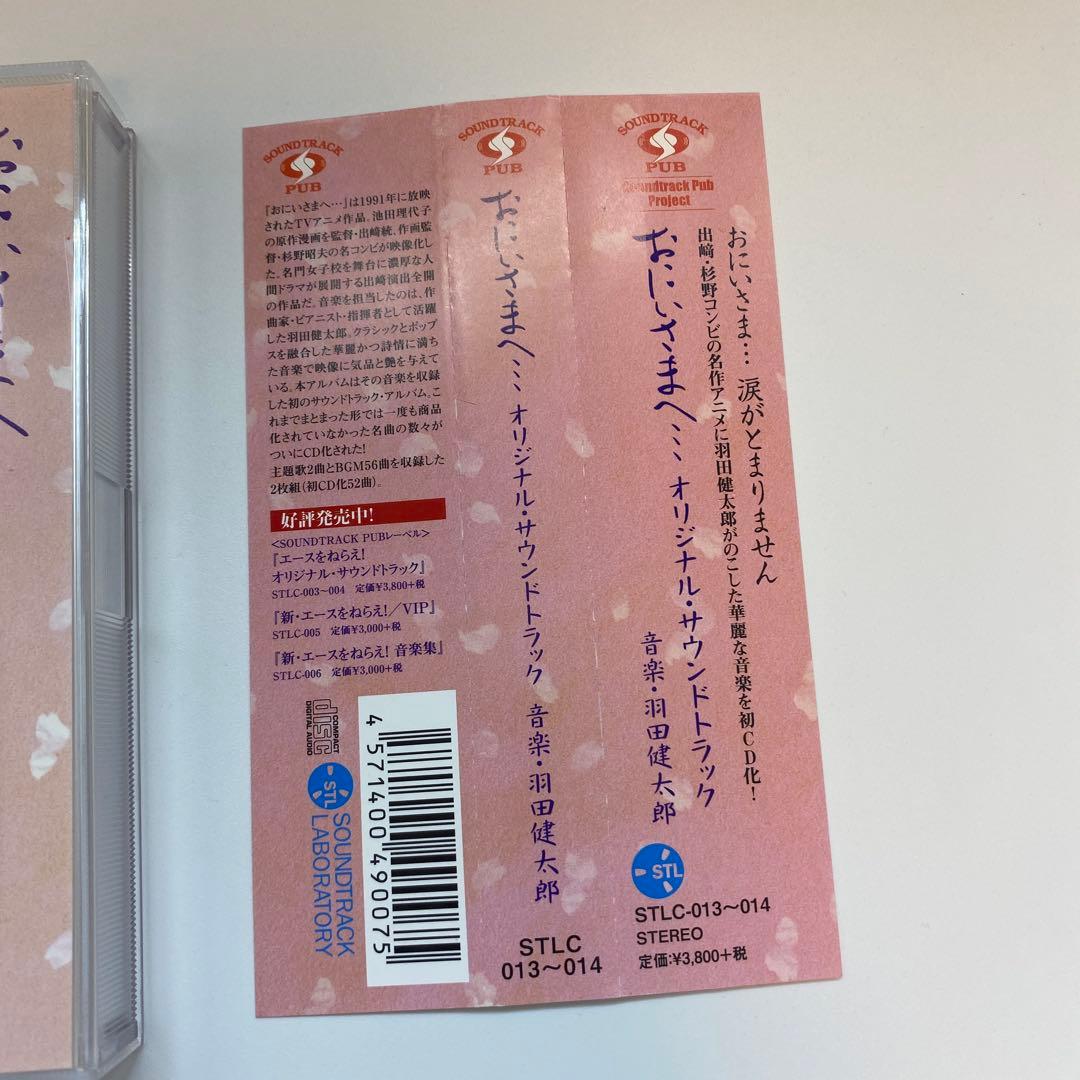 おにいさまへ
SOUNDTRACK
PUB
『おにいさまへ…』は1991年に放映
されたTVアニメ作品。池田理代子
の原作漫画を監督・出﨑統、作画監
督・杉野昭夫の名コンビが映像化し
た。名門女子校を舞台に濃厚な人
間ドラマが展開する出﨑演出全開
の作品だ。音楽を担当したのは、作
曲家・ピアニスト・指揮者として活躍
した羽田健太郎。クラシックとポップ
スを融合した華麗かつ詩情に満ち
た音楽で映像に気品と艶を与えて
いる。本アルバムはその音楽を収録
した初のサウンドトラック・アルバム。こ
れまでまとまった形では一度も商品
化されていなかった名曲の数々が
ついにCD化された!
主題歌2曲とBGM56曲を収録した
2枚組(初CD化52曲)。
好評発売中!
<SOUNDTRACK PUBレーベル>
『エースをねらえ!
オリジナル・サウンドトラック』
STLC-003〜004 定価¥3,800+税
『新・エースをねらえ!/VIP』
STLC-005 定価¥3,000+税
『新・エースをねらえ! 音楽集』
STLC-006 定価¥3,000+税
COMPACT
disc
DIGITAL AUDIO
STL
SOUNDTRACK
LABORATORY
4 571400 490075
SOUNDTRACK
PUB
おにいさまへ… オリジナル・サウンドトラック 音楽・羽田健太郎
STLC
013〜014
SOUNDTRACK
PUB
Soundtrack Pub
Project
おにいさま… 涙がとまりません
出﨑・杉野コンビの名作アニメに羽田健太郎がのこした華麗な音楽を初CD化!
おにいさまへ… オリジナル・サウンドトラック
音楽・羽田健太郎
STL
STLC-013〜014
STEREO
定価:¥3,800+税